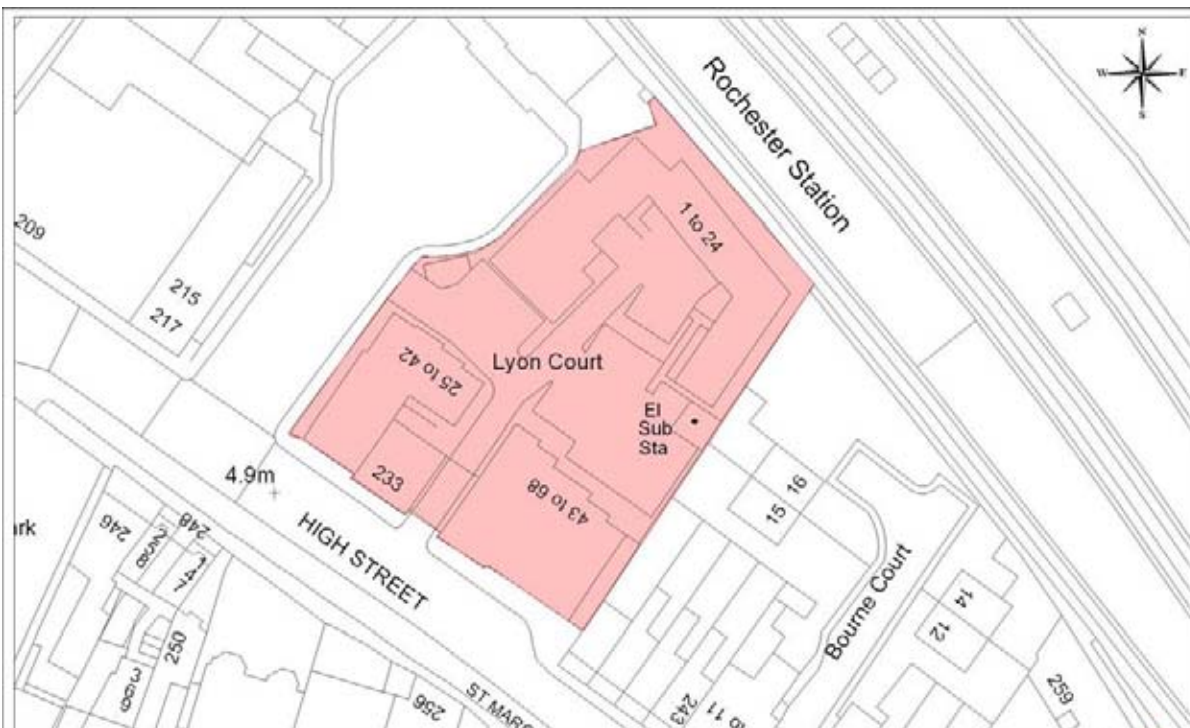 N
W E
S
Rochester Station
209
215
217
1 to 24
Lyon Court
25 to 42
El
Sub
Sta
233
43 to 68
4.9m
HIGH STREET
ark
246
248
250
256
16
15
Bourne Court
14
12
243
to 11
259